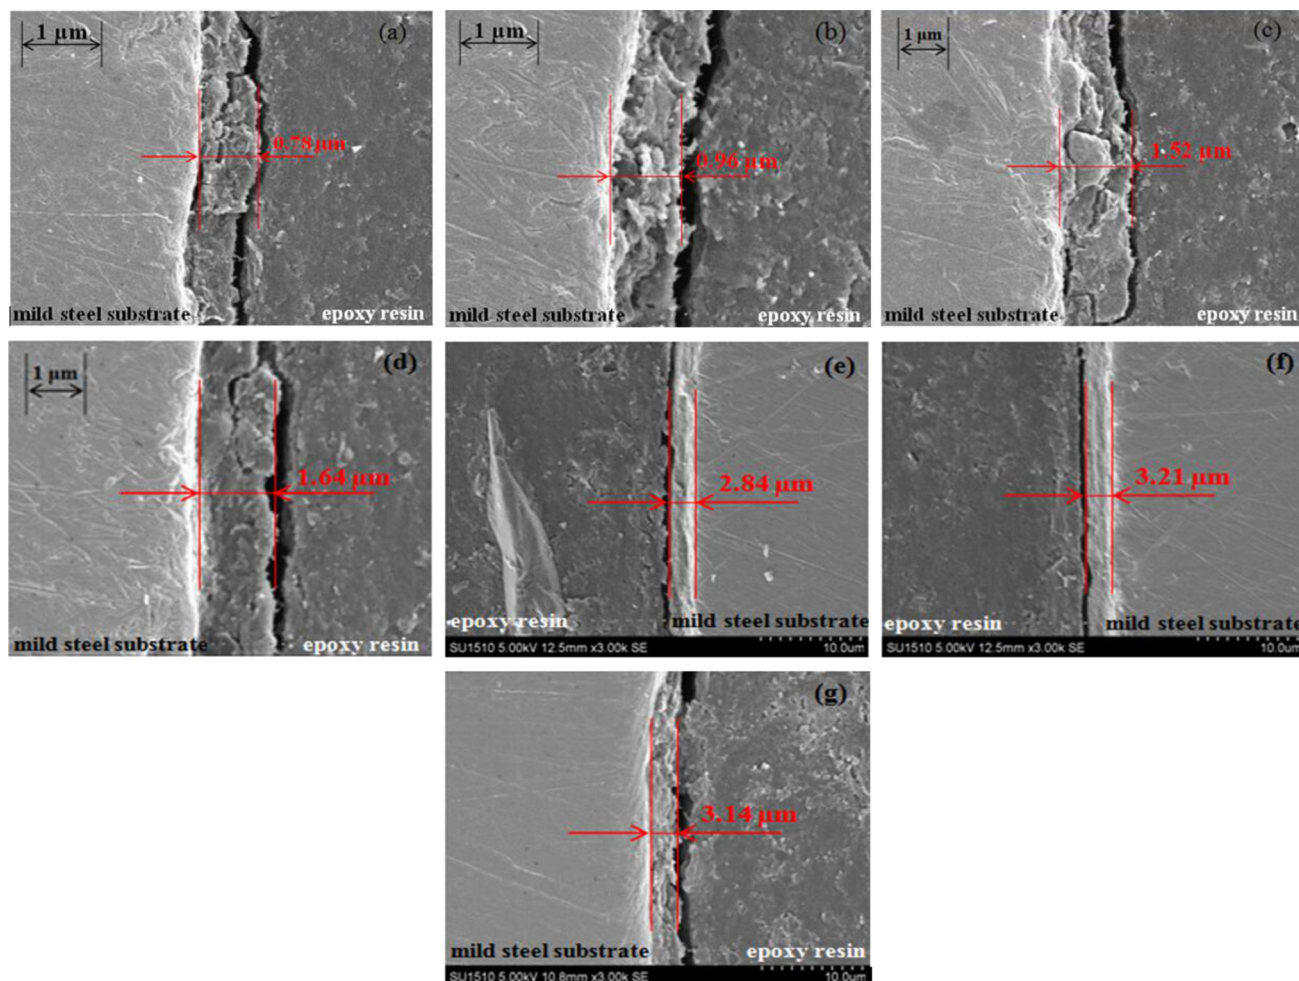 1 µm
(a)
0.78 µm
mild steel substrate
epoxy resin
1 µm
(b)
0.96 µm
mild steel substrate
epoxy resin
1 µm
(c)
1.52 µm
mild steel substrate
epoxy resin
1 µm
(d)
1.64 µm
mild steel substrate
epoxy resin
(e)
2.84 µm
epoxy resin
mild steel substrate
SU1510 5.00kV 12.5mm x3.00k SE
10.0um
(f)
3.21 µm
epoxy resin
mild steel substrate
SU1510 5.00kV 12.5mm x3.00k SE
10.0um
(g)
3.14 µm
mild steel substrate
epoxy resin
SU1510 5.00kV 10.8mm x3.00k SE
10.0um